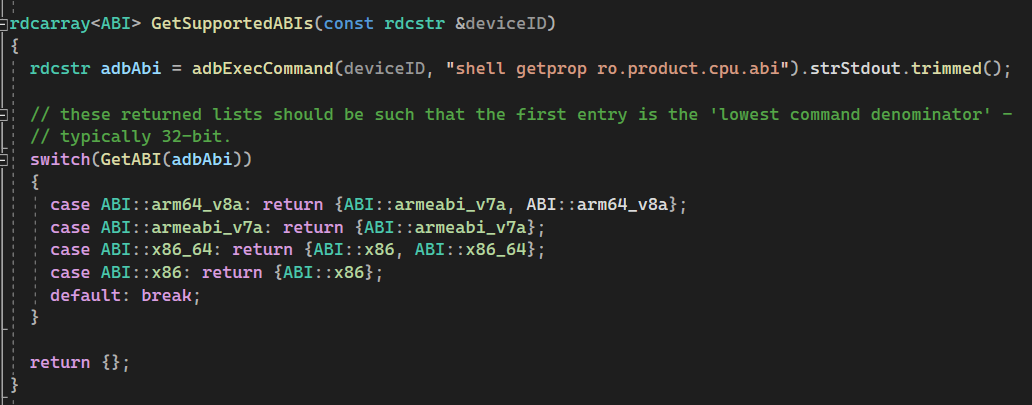 rdcarray<ABI> GetSupportedABIs(const rdcstr &deviceID)
{
  rdcstr adbAbi = adbExecCommand(deviceID, "shell getprop ro.product.cpu.abi").strStdout.trimmed();

  // these returned lists should be such that the first entry is the 'lowest command denominator' -
  // typically 32-bit.
  switch(GetABI(adbAbi))
  {
    case ABI::arm64_v8a: return {ABI::armeabi_v7a, ABI::arm64_v8a};
    case ABI::armeabi_v7a: return {ABI::armeabi_v7a};
    case ABI::x86_64: return {ABI::x86, ABI::x86_64};
    case ABI::x86: return {ABI::x86};
    default: break;
  }

  return {};
}